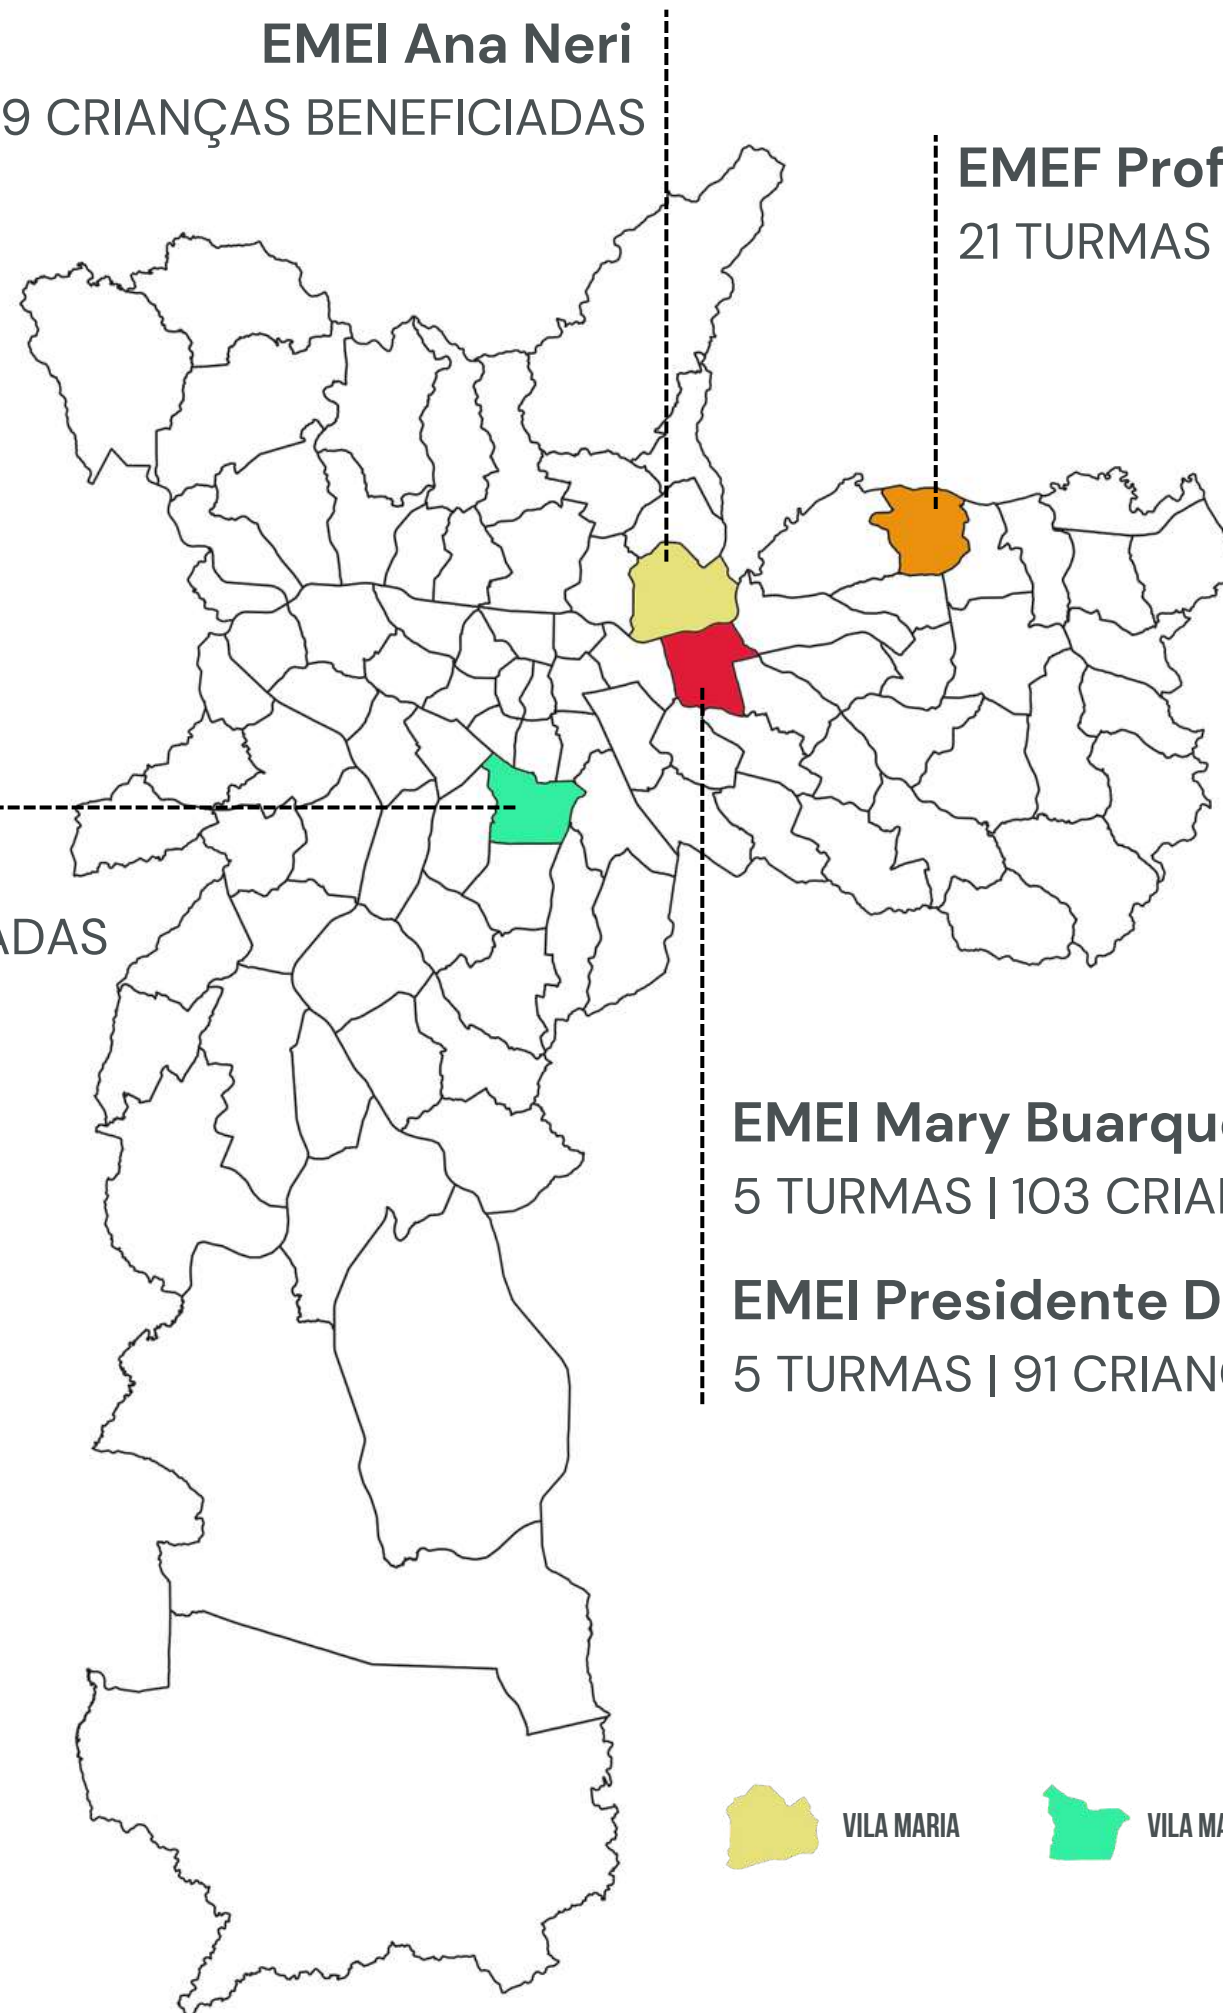 EMEI Ana Neri
9 CRIANÇAS BENEFICIADAS
EMEF Prof
21 TURMAS
ADAS
EMEI Mary Buarqu
5 TURMAS | 103 CRIA
EMEI Presidente D
5 TURMAS | 91 CRIAN
VILA MARIA
VILA MA